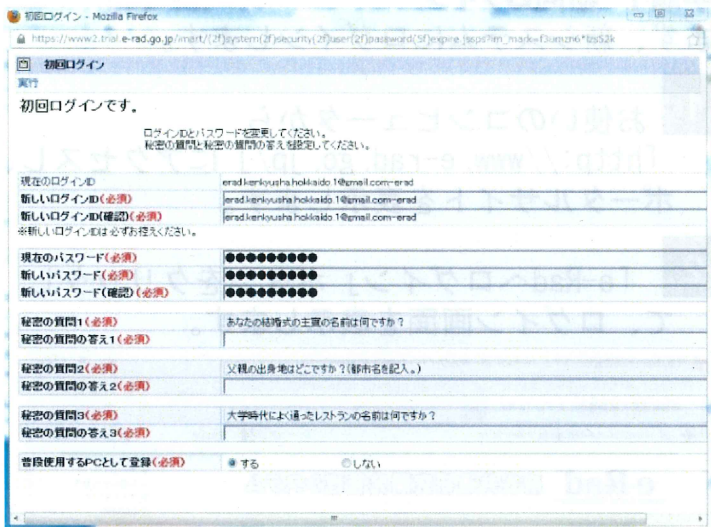 初回ログイン - Mozilla Firefox
初回ログイン
実行
初回ログインです。
ログインIDとパスワードを変更してください。
秘密の質問と秘密の質問の答えを設定してください。
現在のログインID erad.kenkyusha.hokkaido.1@gmail.com-erad
新しいログインID(必須) erad.kenkyusha.hokkaido.1@gmail.com-erad
新しいログインID(確認)(必須) erad.kenkyusha.hokkaido.1@gmail.com-erad
※新しいログインIDは必ずお控えください。
現在のパスワード(必須) ●●●●●●●●●
新しいパスワード(必須) ●●●●●●●●●
新しいパスワード(確認)(必須) ●●●●●●●●●
秘密の質問1(必須) あなたの結婚式の主賓の名前は何ですか?
秘密の質問の答え1(必須)
秘密の質問2(必須) 父親の出身地はどこですか?(都市名を記入。)
秘密の質問の答え2(必須)
秘密の質問3(必須) 大学時代によく通ったレストランの名前は何ですか?
秘密の質問の答え3(必須)
普段使用するPCとして登録(必須) する しない